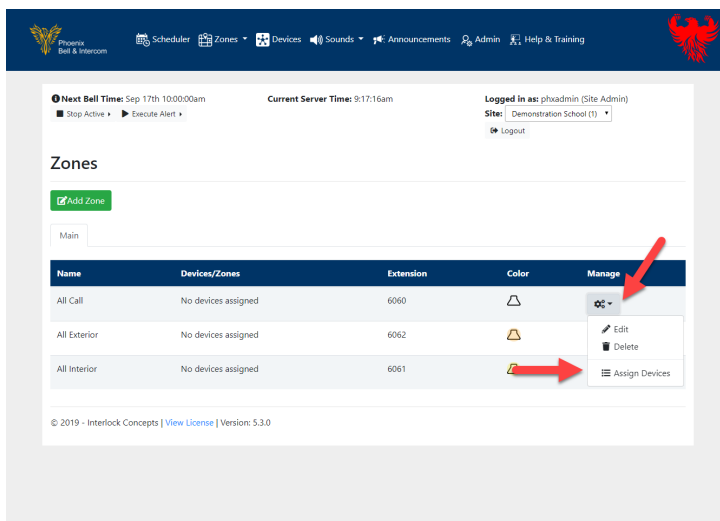 Phoenix
Bell & Intercom
Scheduler Zones Devices Sounds Announcements Admin Help & Training
Next Bell Time: Sep 17th 10:00:00am Current Server Time: 9:17:16am Logged in as: phxadmin (Site Admin)
Stop Active Execute Alert Site: Demonstration School (1)
Logout
Zones
Add Zone
Main
Name Devices/Zones Extension Color Manage
All Call No devices assigned 6060
All Exterior No devices assigned 6062 Edit
Delete
All Interior No devices assigned 6061 Assign Devices
© 2019 - Interlock Concepts | View License | Version: 5.3.0